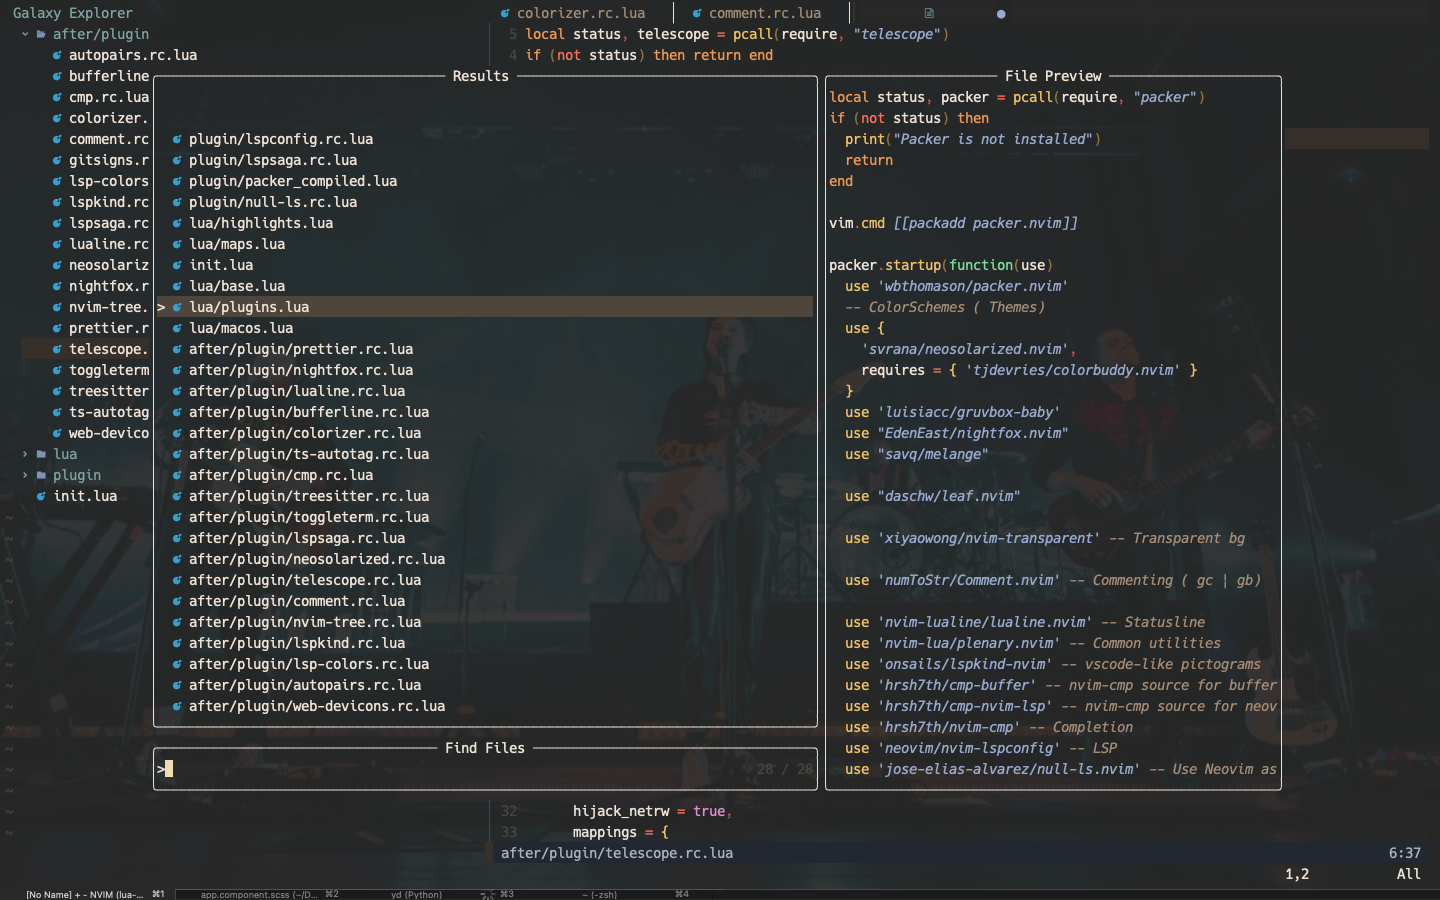 Galaxy Explorer
colorizer.rc.lua
comment.rc.lua
after/plugin
autopairs.rc.lua
bufferline
cmp.rc.lua
colorizer.
comment.rc
gitsigns.r
lsp-colors
lspkind.rc
lspsaga.rc
lualine.rc
neosolariz
nightfox.r
nvim-tree.
prettier.r
telescope.
toggleterm
treesitter
ts-autotag
web-devico
lua
plugin
init.lua
5 local status, telescope = pcall(require, "telescope")
4 if (not status) then return end
Results
plugin/lspconfig.rc.lua
plugin/lspsaga.rc.lua
plugin/packer_compiled.lua
plugin/null-ls.rc.lua
lua/highlights.lua
lua/maps.lua
init.lua
lua/base.lua
> lua/plugins.lua
lua/macos.lua
after/plugin/prettier.rc.lua
after/plugin/nightfox.rc.lua
after/plugin/lualine.rc.lua
after/plugin/bufferline.rc.lua
after/plugin/colorizer.rc.lua
after/plugin/ts-autotag.rc.lua
after/plugin/cmp.rc.lua
after/plugin/treesitter.rc.lua
after/plugin/toggleterm.rc.lua
after/plugin/lspsaga.rc.lua
after/plugin/neosolarized.rc.lua
after/plugin/telescope.rc.lua
after/plugin/comment.rc.lua
after/plugin/nvim-tree.rc.lua
after/plugin/lspkind.rc.lua
after/plugin/lsp-colors.rc.lua
after/plugin/autopairs.rc.lua
after/plugin/web-devicons.rc.lua
Find Files
>
28 / 28
File Preview
local status, packer = pcall(require, "packer")
if (not status) then
print("Packer is not installed")
return
end
vim.cmd [[packadd packer.nvim]]
packer.startup(function(use)
use 'wbthomason/packer.nvim'
-- ColorSchemes ( Themes)
use {
'svrana/neosolarized.nvim',
requires = { 'tjdevries/colorbuddy.nvim' }
}
use 'luisiacc/gruvbox-baby'
use "EdenEast/nightfox.nvim"
use "savq/melange"
use "daschw/leaf.nvim"
use 'xiyaowong/nvim-transparent' -- Transparent bg
use 'numToStr/Comment.nvim' -- Commenting ( gc | gb)
use 'nvim-lualine/lualine.nvim' -- Statusline
use 'nvim-lua/plenary.nvim' -- Common utilities
use 'onsails/lspkind-nvim' -- vscode-like pictograms
use 'hrsh7th/cmp-buffer' -- nvim-cmp source for buffer
use 'hrsh7th/cmp-nvim-lsp' -- nvim-cmp source for neov
use 'hrsh7th/nvim-cmp' -- Completion
use 'neovim/nvim-lspconfig' -- LSP
use 'jose-elias-alvarez/null-ls.nvim' -- Use Neovim as
32 hijack_netrw = true,
33 mappings = {
after/plugin/telescope.rc.lua
6:37
1,2
All
[No Name] + - NVIM (lua-... ⌘1
app.component.scss (~/D... ⌘2
yd (Python) ⌘3
~ (-zsh) ⌘4